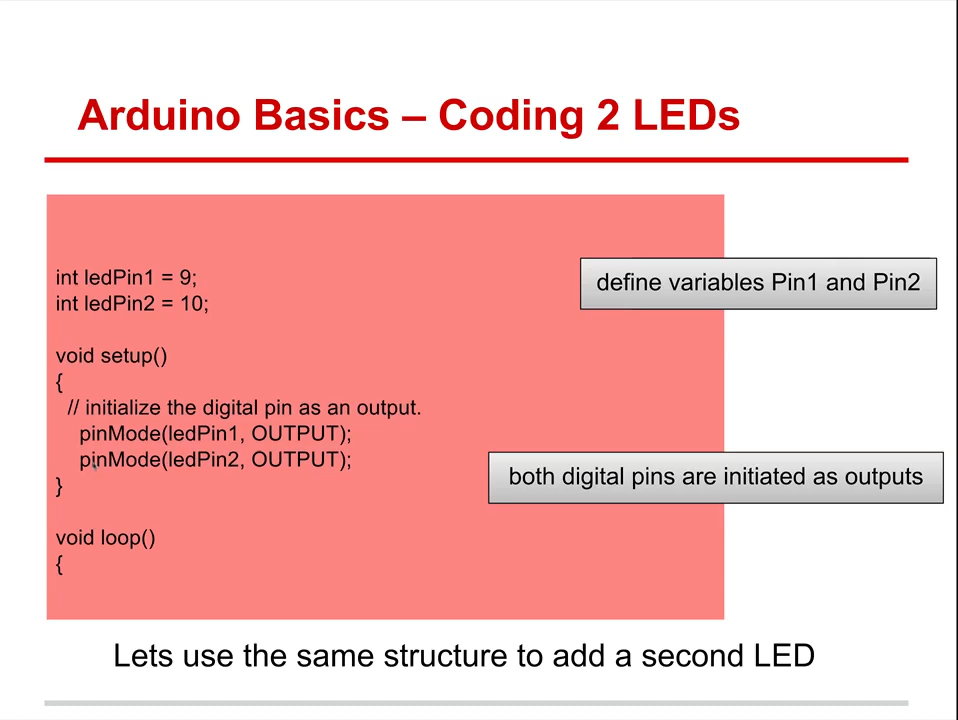 Arduino Basics – Coding 2 LEDs
int ledPin1 = 9;
int ledPin2 = 10;
define variables Pin1 and Pin2
void setup()
{
// initialize the digital pin as an output.
pinMode(ledPin1, OUTPUT);
pinMode(ledPin2, OUTPUT);
}
both digital pins are initiated as outputs
void loop()
{
Lets use the same structure to add a second LED